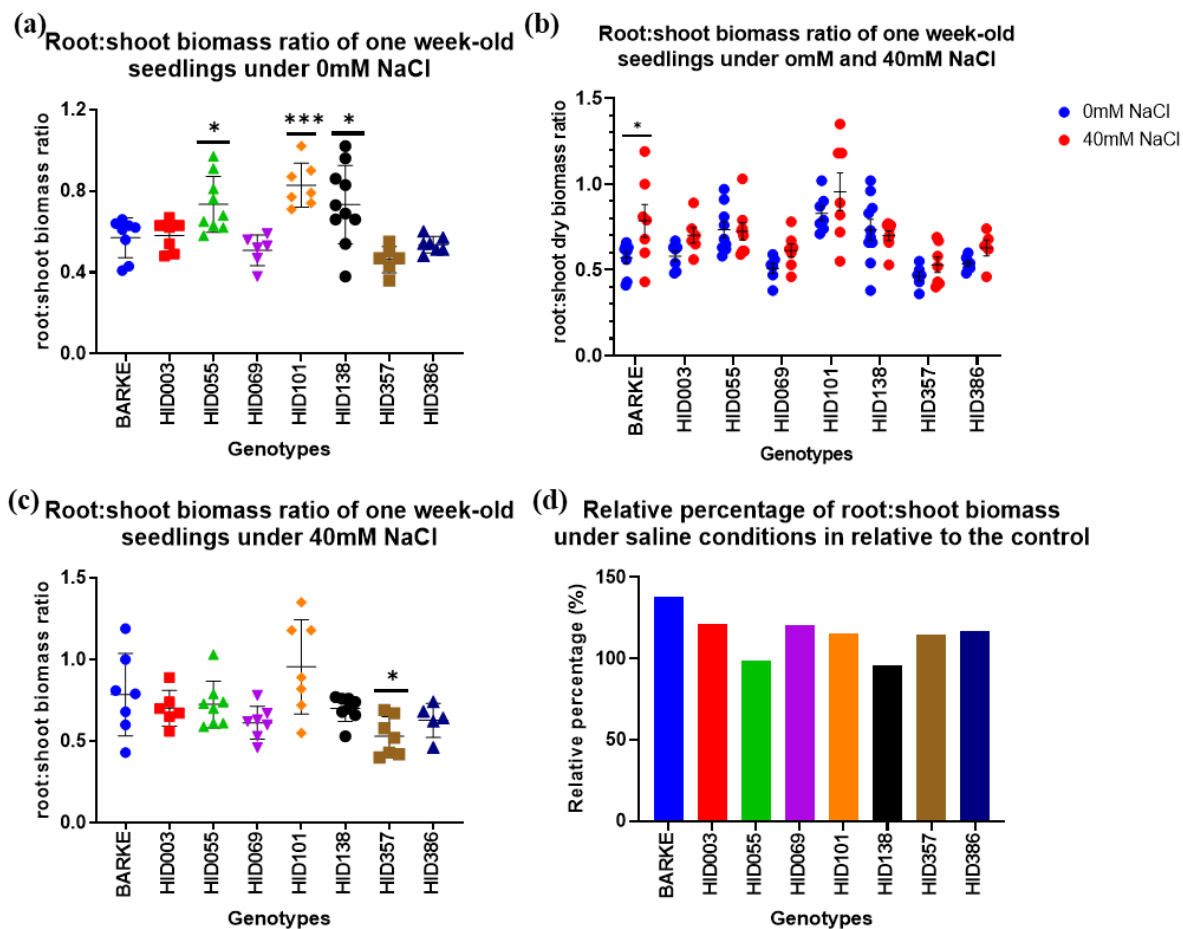 (a)
Root:shoot biomass ratio of one week-old
seedlings under 0mM NaCl
root:shoot biomass ratio
1.2
0.8
0.4
0.0
*
***
*
BARKE
HID003
HID055
HID069
HID101
HID138
HID357
HID386
Genotypes
(b)
Root:shoot biomass ratio of one week-old
seedlings under omM and 40mM NaCl
root:shoot dry biomass ratio
1.5
1.0
0.5
0.0
*
0mM NaCl
40mM NaCl
BARKE
HID003
HID055
HID069
HID101
HID138
HID357
HID386
Genotypes
(c)
Root:shoot biomass ratio of one week-old
seedlings under 40mM NaCl
root:shoot biomass ratio
1.5
1.0
0.5
0.0
*
BARKE
HID003
HID055
HID069
HID101
HID138
HID357
HID386
Genotypes
(d)
Relative percentage of root:shoot biomass
under saline conditions in relative to the control
Relative percentage (%)
150
100
50
0
BARKE
HID003
HID055
HID069
HID101
HID138
HID357
HID386
Genotypes